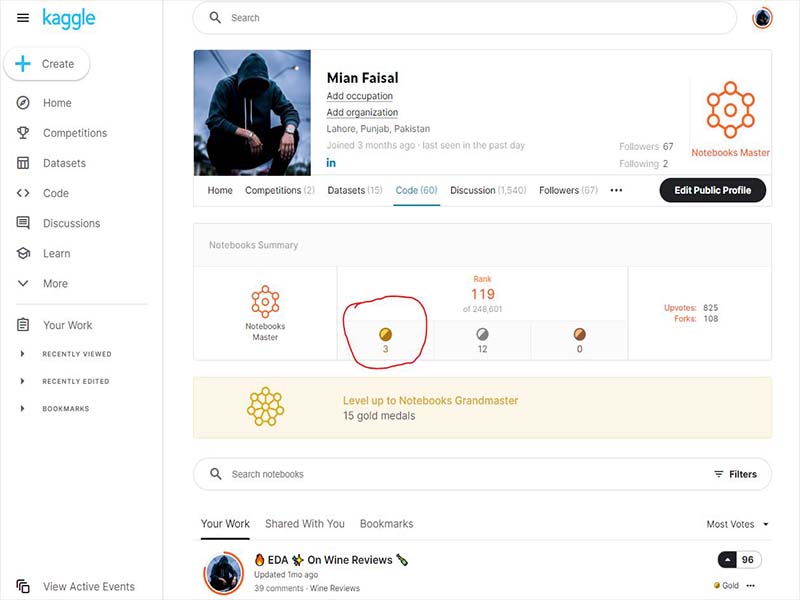 kaggle
Search
Create
Home
Competitions
Datasets
Code
Discussions
Learn
More
Your Work
RECENTLY VIEWED
RECENTLY EDITED
BOOKMARKS
View Active Events
Mian Faisal
Add occupation
Add organization
Lahore, Punjab, Pakistan
Joined 3 months ago · last seen in the past day
in
Followers 67
Following 2
Notebooks Master
Home Competitions (2) Datasets (15) Code (60) Discussion (1,540) Followers (67) ••• Edit Public Profile
Notebooks Summary
Notebooks
Master
Rank
119
of 248,601
3 12 0
Upvotes: 825
Forks: 108
Level up to Notebooks Grandmaster
15 gold medals
Search notebooks Filters
Your Work Shared With You Bookmarks Most Votes
EDA On Wine Reviews
Updated 1mo ago
39 comments · Wine Reviews
96
Gold •••